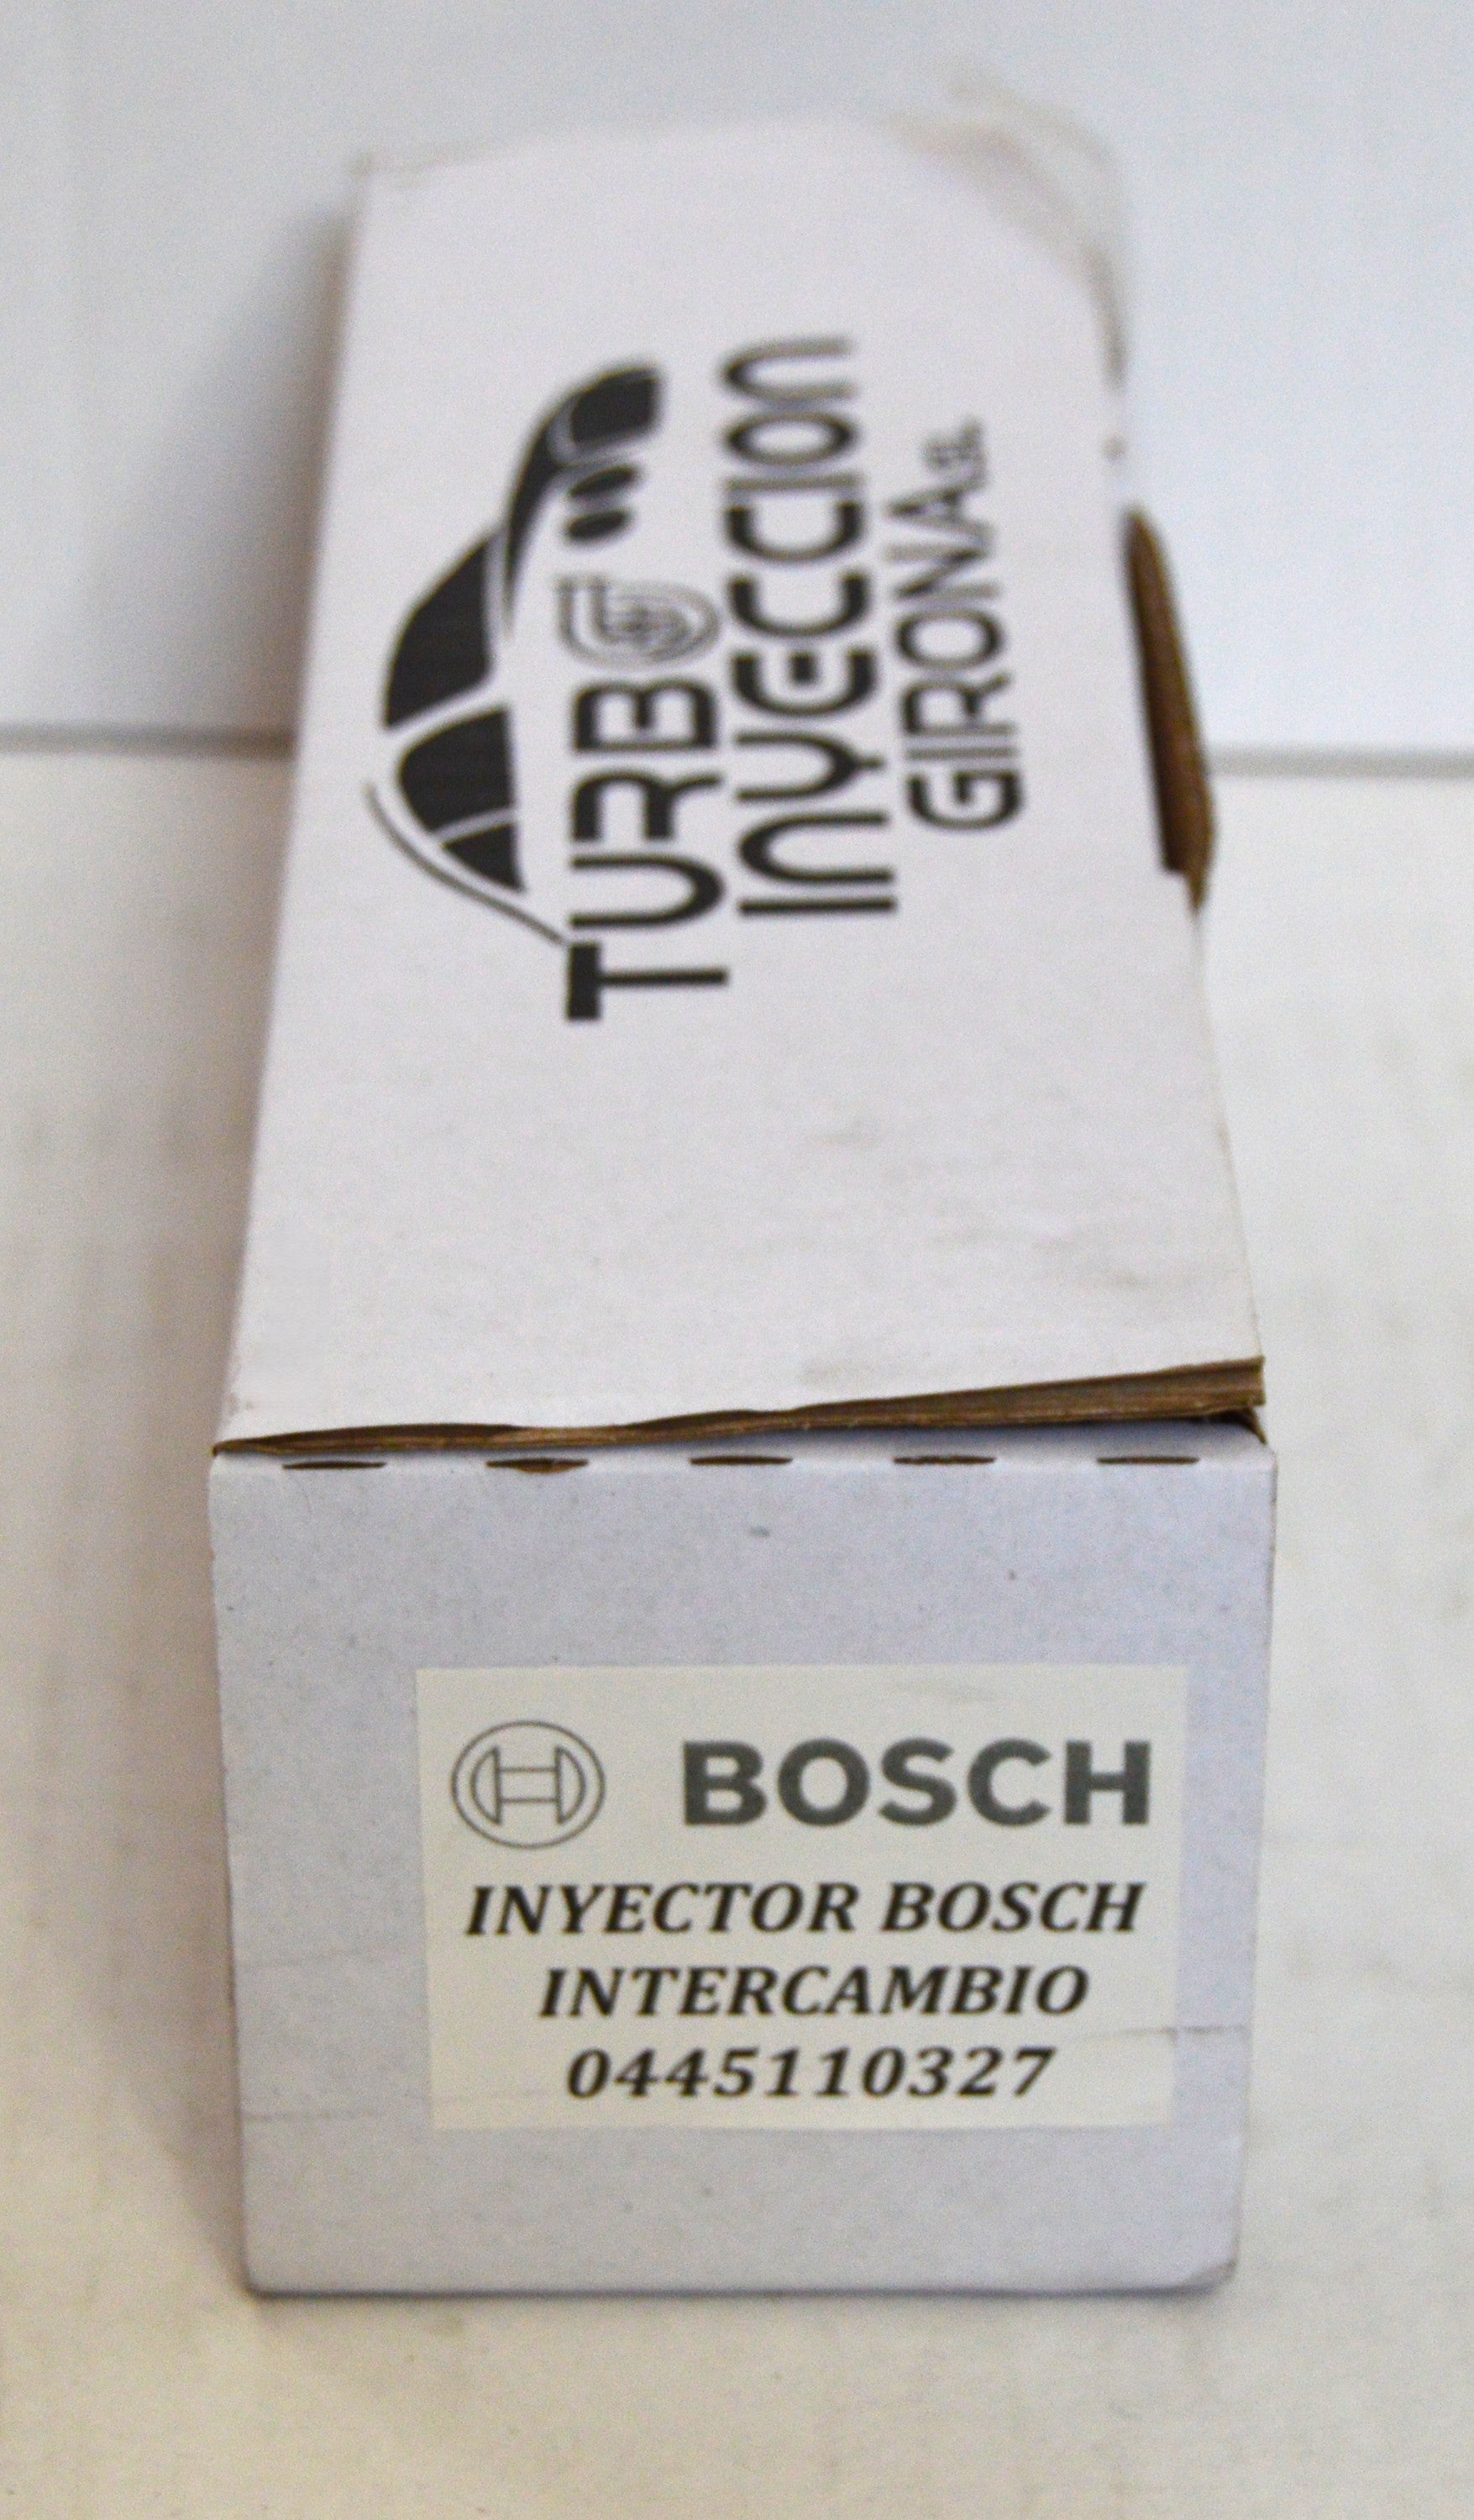 TURBO
INYECCION
GIRONA S.L.
BOSCH
INYECTOR BOSCH
INTERCAMBIO
0445110327